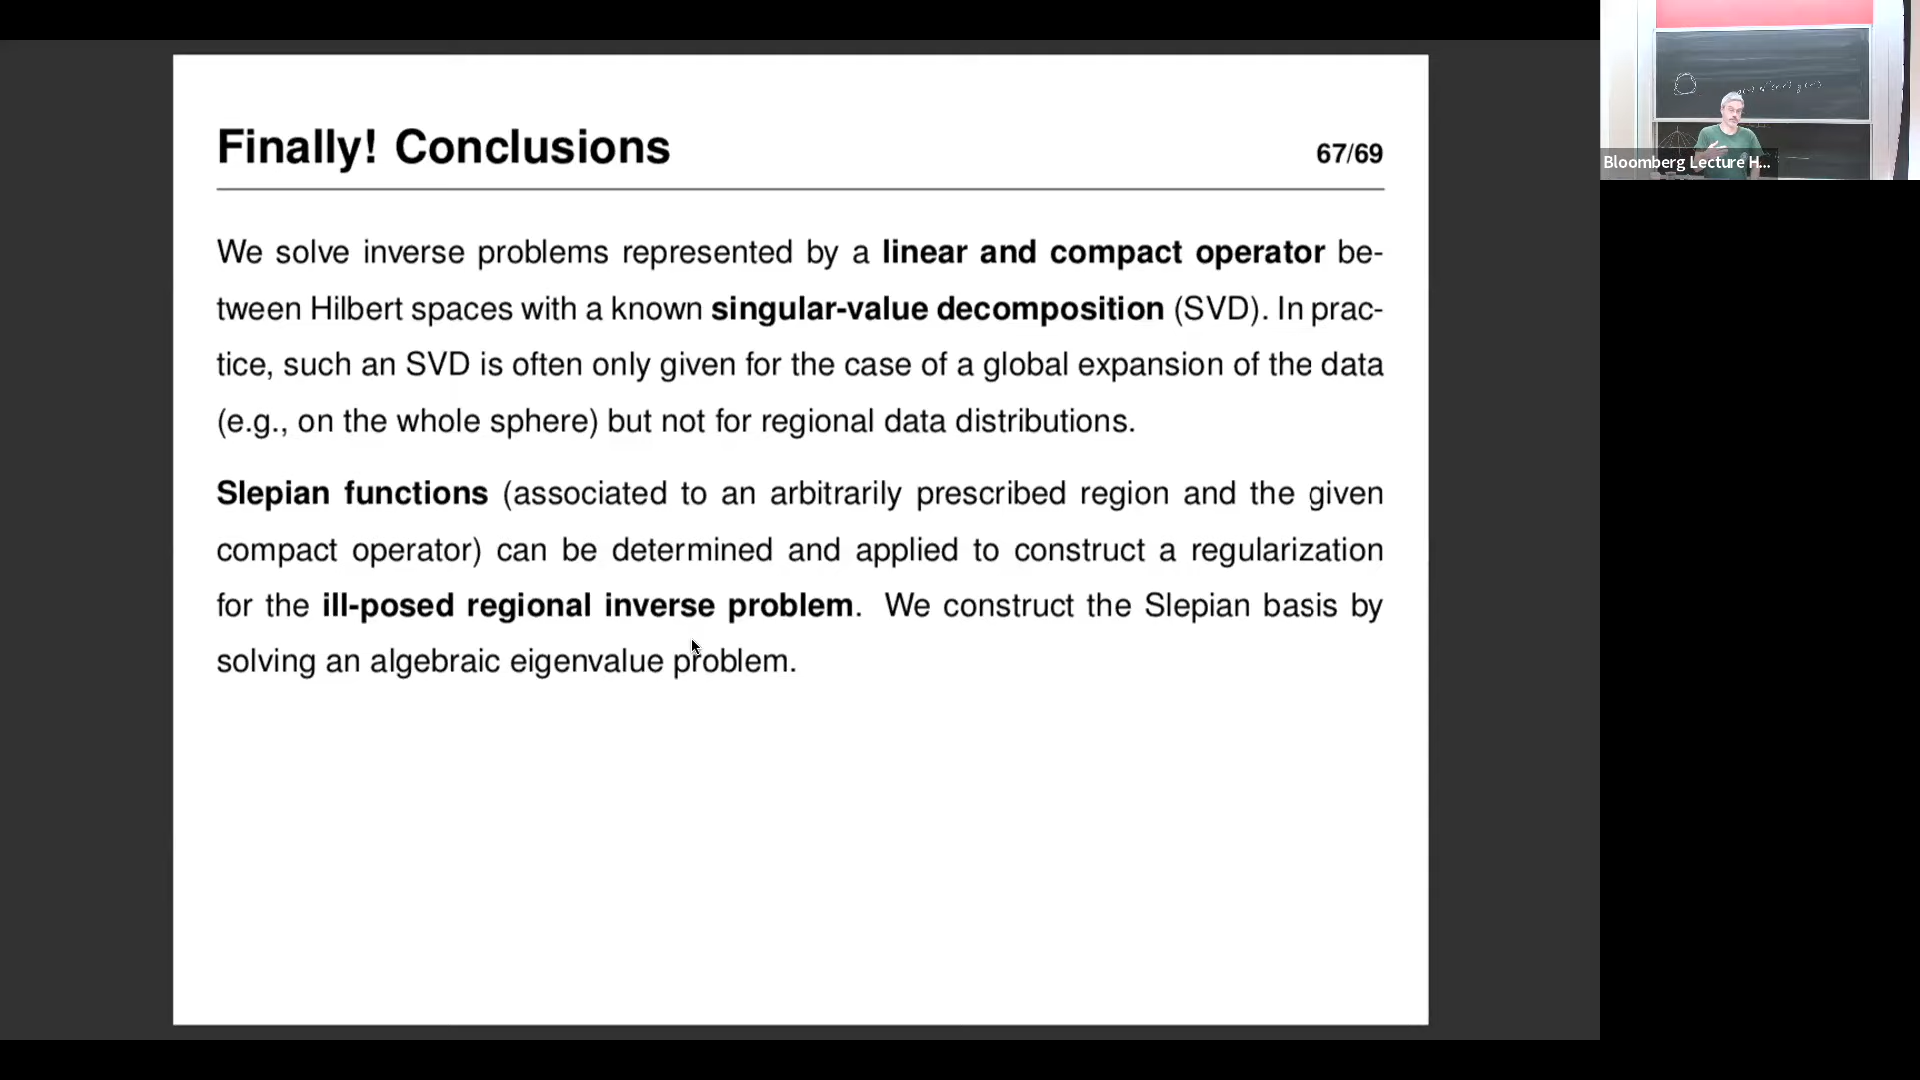 Finally! Conclusions
67/69
We solve inverse problems represented by a linear and compact operator be-
tween Hilbert spaces with a known singular-value decomposition (SVD). In prac-
tice, such an SVD is often only given for the case of a global expansion of the data
(e.g., on the whole sphere) but not for regional data distributions.
Slepian functions (associated to an arbitrarily prescribed region and the given
compact operator) can be determined and applied to construct a regularization
for the ill-posed regional inverse problem. We construct the Slepian basis by
solving an algebraic eigenvalue problem.
Bloomberg Lecture H...